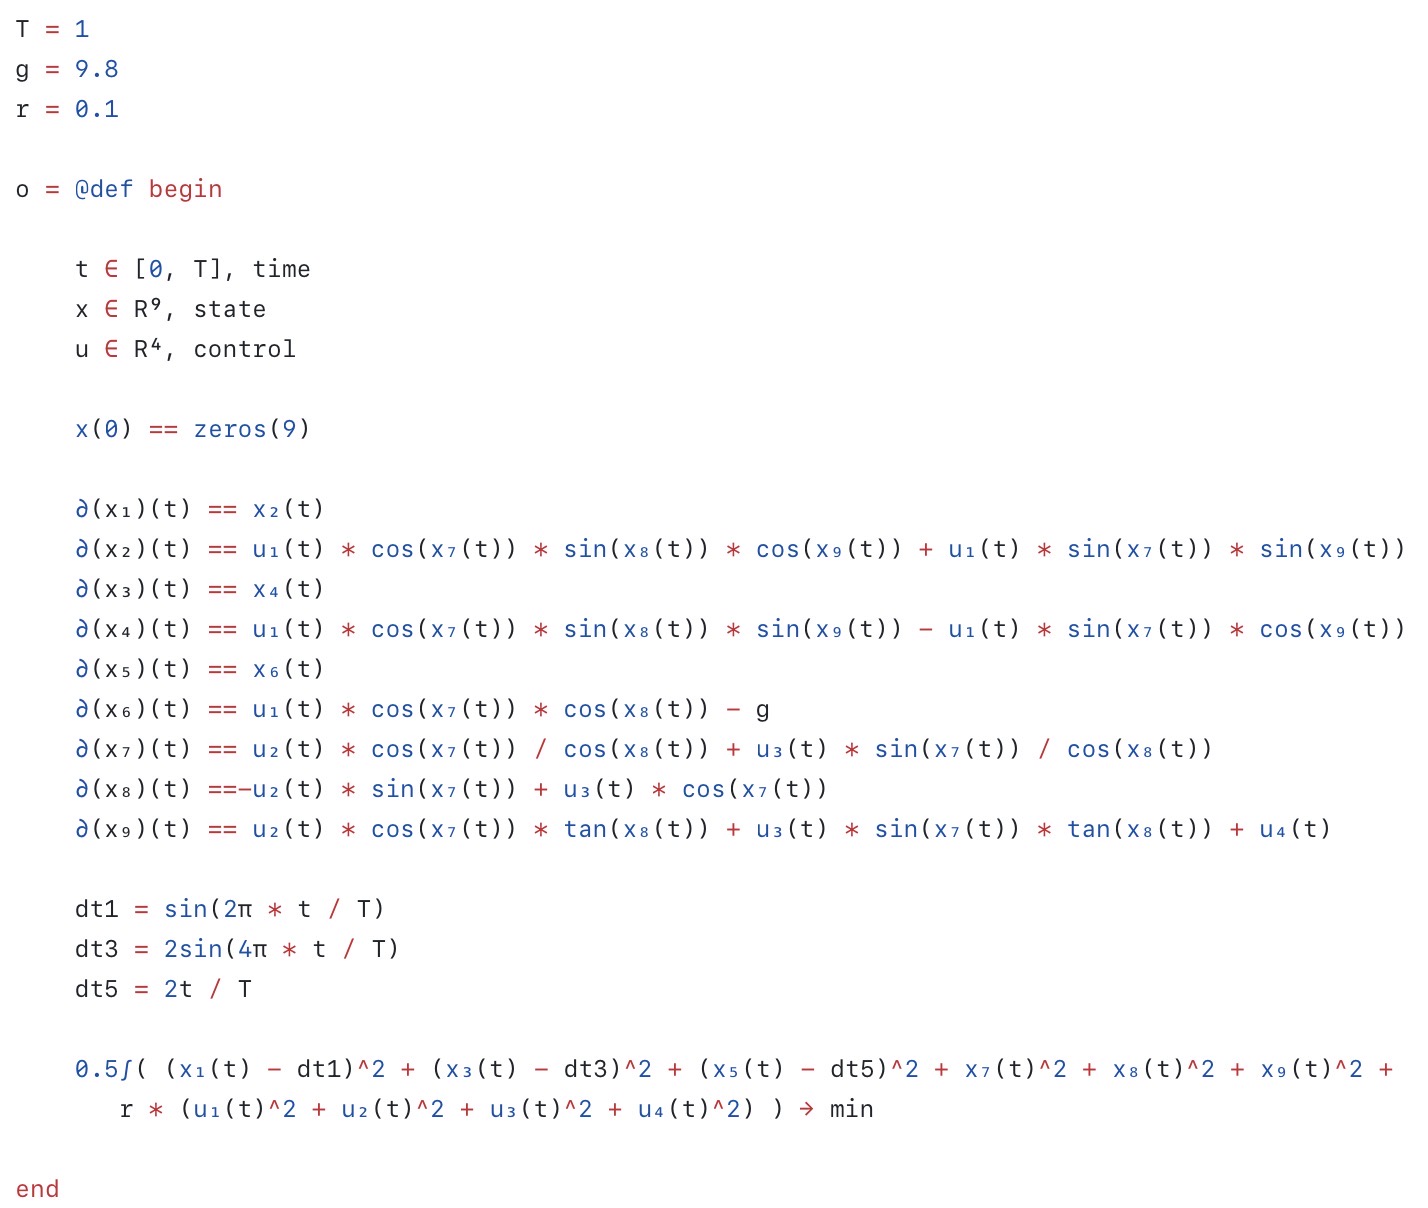 T = 1
g = 9.8
r = 0.1
o = @def begin
t ∈ [0, T], time
x ∈ R⁹, state
u ∈ R⁴, control
x(0) == zeros(9)
∂(x₁)(t) == x₂(t)
∂(x₂)(t) == u₁(t) * cos(x₇(t)) * sin(x₈(t)) * cos(x₉(t)) + u₁(t) * sin(x₇(t)) * sin(x₉(t))
∂(x₃)(t) == x₄(t)
∂(x₄)(t) == u₁(t) * cos(x₇(t)) * sin(x₈(t)) * sin(x₉(t)) - u₁(t) * sin(x₇(t)) * cos(x₉(t))
∂(x₅)(t) == x₆(t)
∂(x₆)(t) == u₁(t) * cos(x₇(t)) * cos(x₈(t)) - g
∂(x₇)(t) == u₂(t) * cos(x₇(t)) / cos(x₈(t)) + u₃(t) * sin(x₇(t)) / cos(x₈(t))
∂(x₈)(t) ==-u₂(t) * sin(x₇(t)) + u₃(t) * cos(x₇(t))
∂(x₉)(t) == u₂(t) * cos(x₇(t)) * tan(x₈(t)) + u₃(t) * sin(x₇(t)) * tan(x₈(t)) + u₄(t)
dt1 = sin(2π * t / T)
dt3 = 2sin(4π * t / T)
dt5 = 2t / T
0.5∫( (x₁(t) - dt1)^2 + (x₃(t) - dt3)^2 + (x₅(t) - dt5)^2 + x₇(t)^2 + x₈(t)^2 + x₉(t)^2 +
r * (u₁(t)^2 + u₂(t)^2 + u₃(t)^2 + u₄(t)^2) ) → min
end